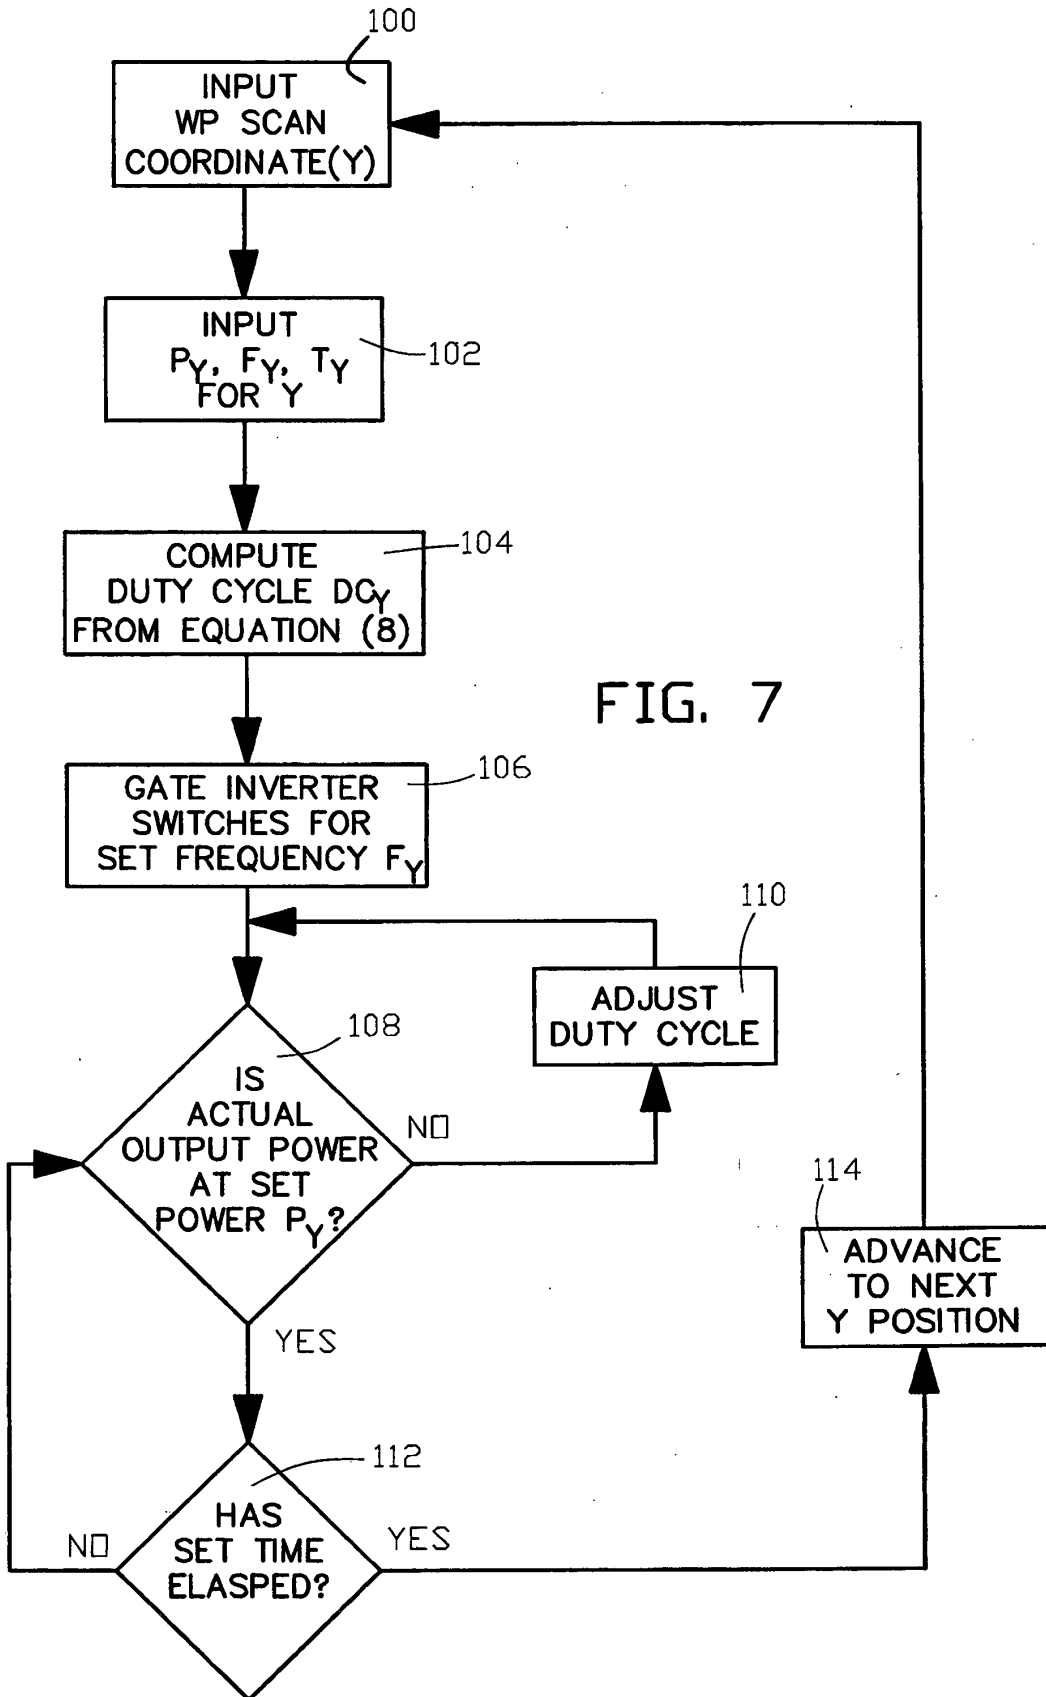 100
INPUT
WP SCAN
COORDINATE(Y)
INPUT
PY, FY, TY
FOR Y
102
COMPUTE
DUTY CYCLE DCY
FROM EQUATION (8)
104
FIG. 7
GATE INVERTER
SWITCHES FOR
SET FREQUENCY FY
106
110
ADJUST
DUTY CYCLE
108
IS
ACTUAL
OUTPUT POWER
AT SET
POWER PY?
NO
YES
114
ADVANCE
TO NEXT
Y POSITION
112
HAS
SET TIME
ELASPED?
NO
YES